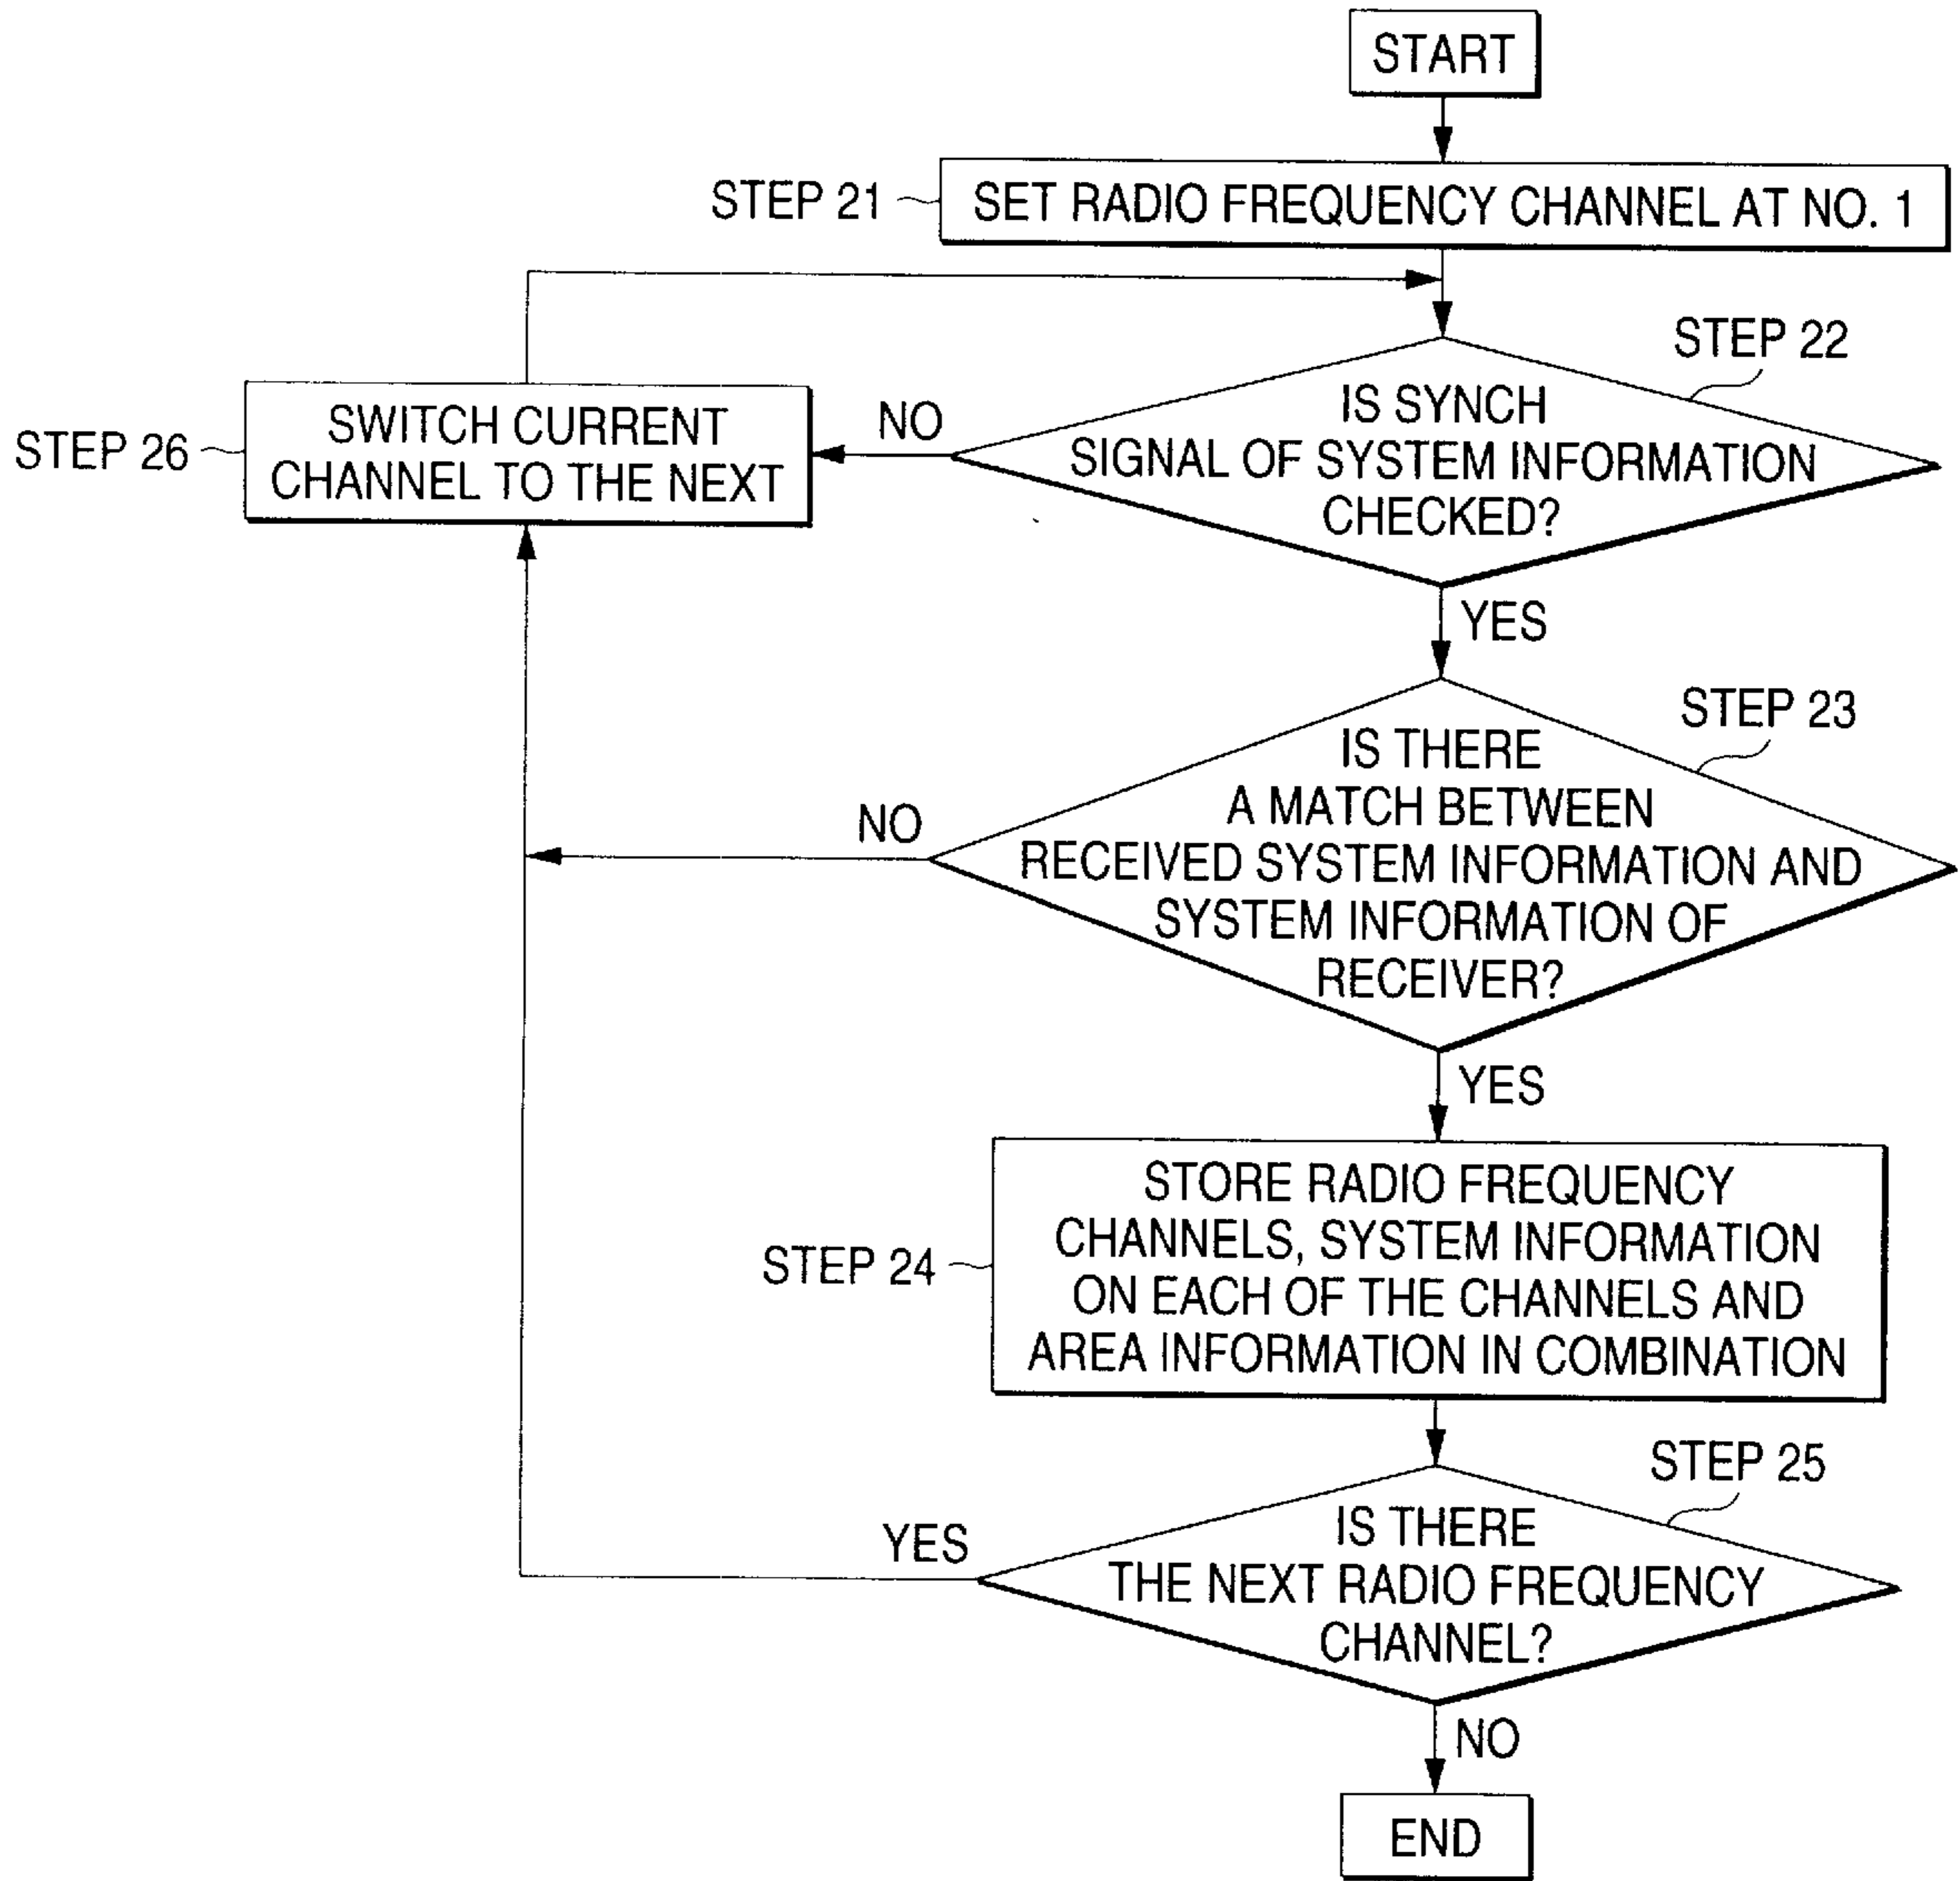 START
STEP 21
SET RADIO FREQUENCY CHANNEL AT NO. 1
STEP 22
IS SYNCH
SIGNAL OF SYSTEM INFORMATION
CHECKED?
NO
STEP 26
SWITCH CURRENT
CHANNEL TO THE NEXT
YES
STEP 23
IS THERE
A MATCH BETWEEN
RECEIVED SYSTEM INFORMATION AND
SYSTEM INFORMATION OF
RECEIVER?
NO
YES
STEP 24
STORE RADIO FREQUENCY
CHANNELS, SYSTEM INFORMATION
ON EACH OF THE CHANNELS AND
AREA INFORMATION IN COMBINATION
STEP 25
IS THERE
THE NEXT RADIO FREQUENCY
CHANNEL?
YES
NO
END